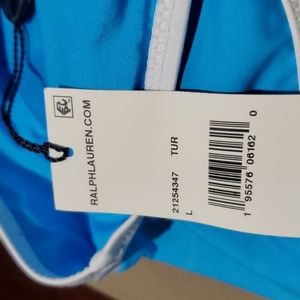 RALPHLAUREN.COM
21254347 TUR
L
1 95576 06162 0